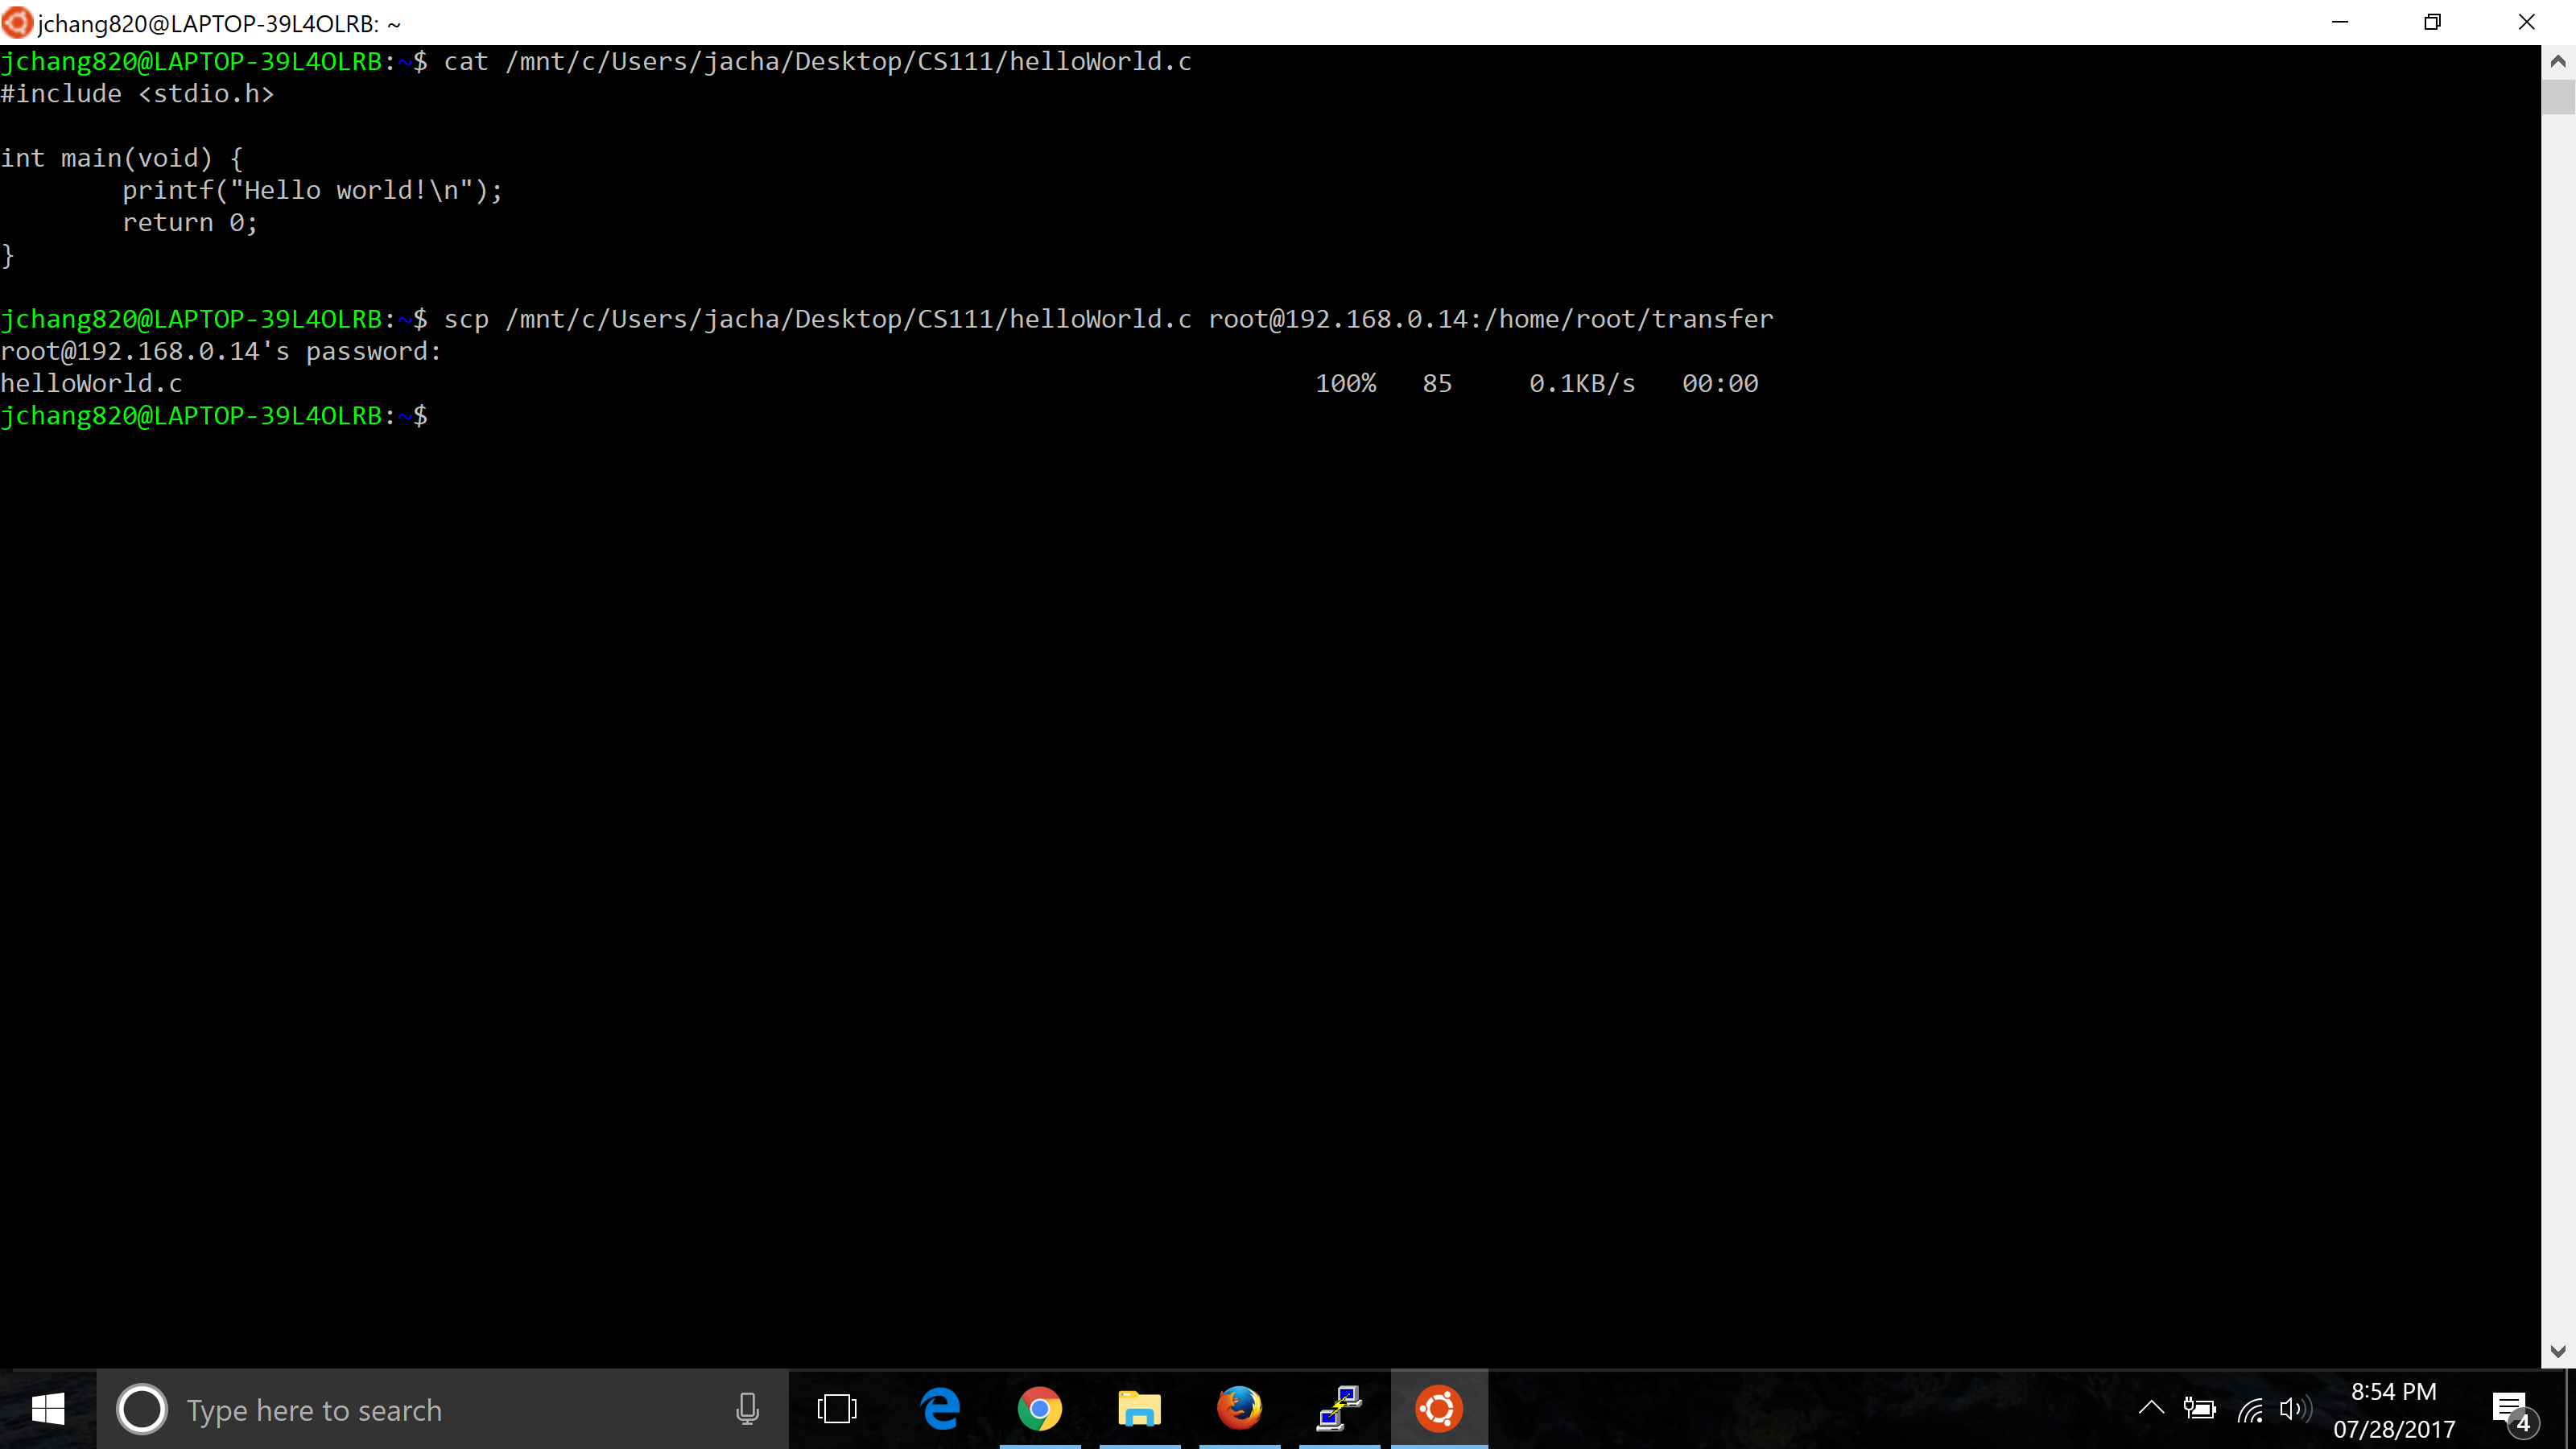 jchang820@LAPTOP-39L4OLRB: ~
jchang820@LAPTOP-39L4OLRB:~$ cat /mnt/c/Users/jacha/Desktop/CS111/helloWorld.c
#include <stdio.h>
int main(void) {
        printf("Hello world!\n");
        return 0;
}
jchang820@LAPTOP-39L4OLRB:~$ scp /mnt/c/Users/jacha/Desktop/CS111/helloWorld.c root@192.168.0.14:/home/root/transfer
root@192.168.0.14's password:
helloWorld.c 100% 85 0.1KB/s 00:00
jchang820@LAPTOP-39L4OLRB:~$
Type here to search
8:54 PM
07/28/2017
4